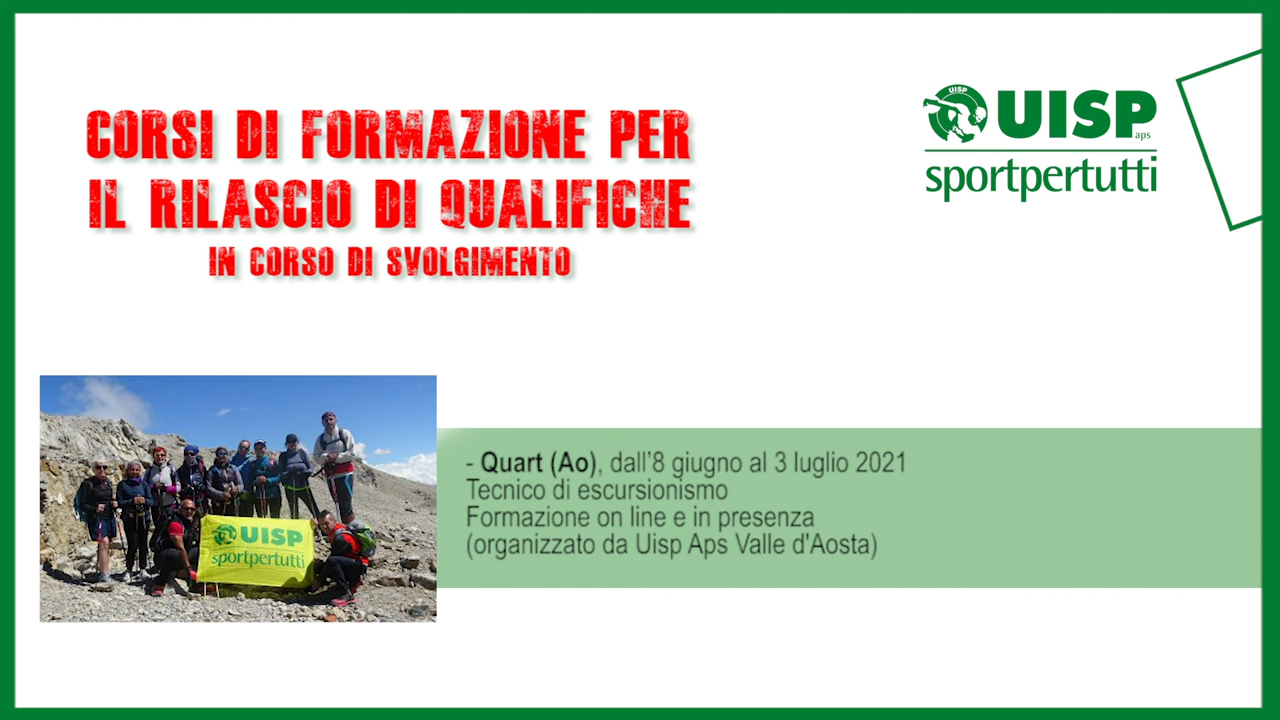 CORSI DI FORMAZIONE PER
IL RILASCIO DI QUALIFICHE
IN CORSO DI SVOLGIMENTO
UISP
UISP
aps
sportpertutti
- Quart (Ao), dall'8 giugno al 3 luglio 2021
Tecnico di escursionismo
Formazione on line e in presenza
(organizzato da Uisp Aps Valle d'Aosta)
UISP
sportpertutti